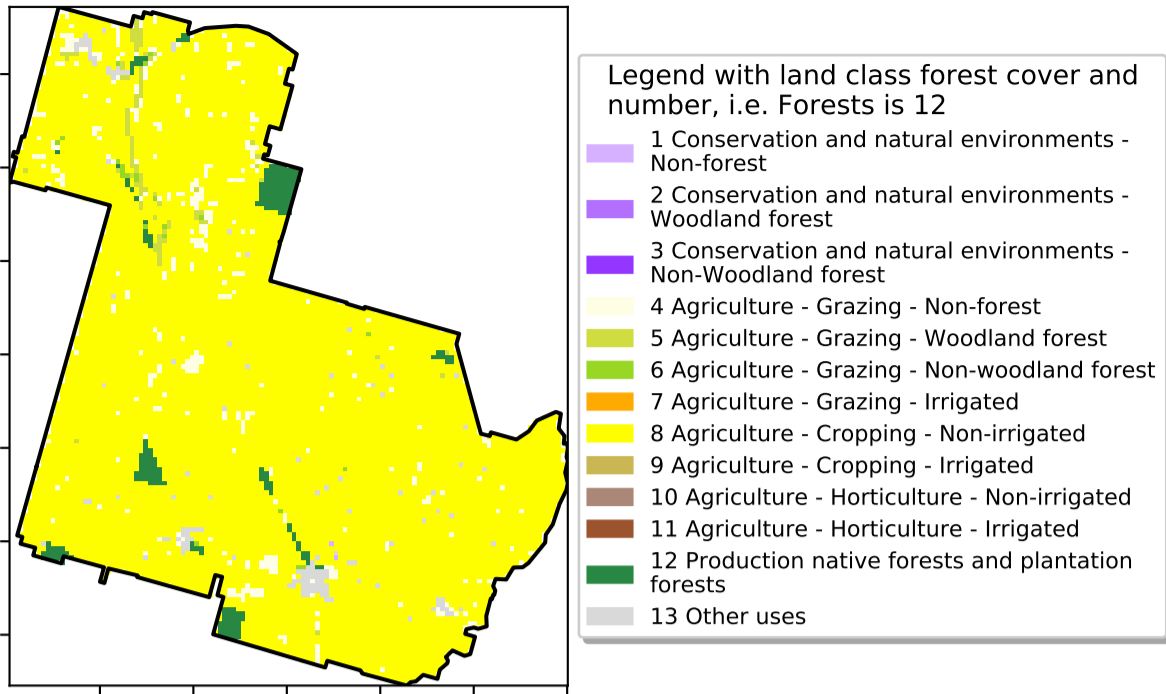 Legend with land class forest cover and
number, i.e. Forests is 12
1 Conservation and natural environments -
Non-forest
2 Conservation and natural environments -
Woodland forest
3 Conservation and natural environments -
Non-Woodland forest
4 Agriculture - Grazing - Non-forest
5 Agriculture - Grazing - Woodland forest
6 Agriculture - Grazing - Non-woodland forest
7 Agriculture - Grazing - Irrigated
8 Agriculture - Cropping - Non-irrigated
9 Agriculture - Cropping - Irrigated
10 Agriculture - Horticulture - Non-irrigated
11 Agriculture - Horticulture - Irrigated
12 Production native forests and plantation
forests
13 Other uses